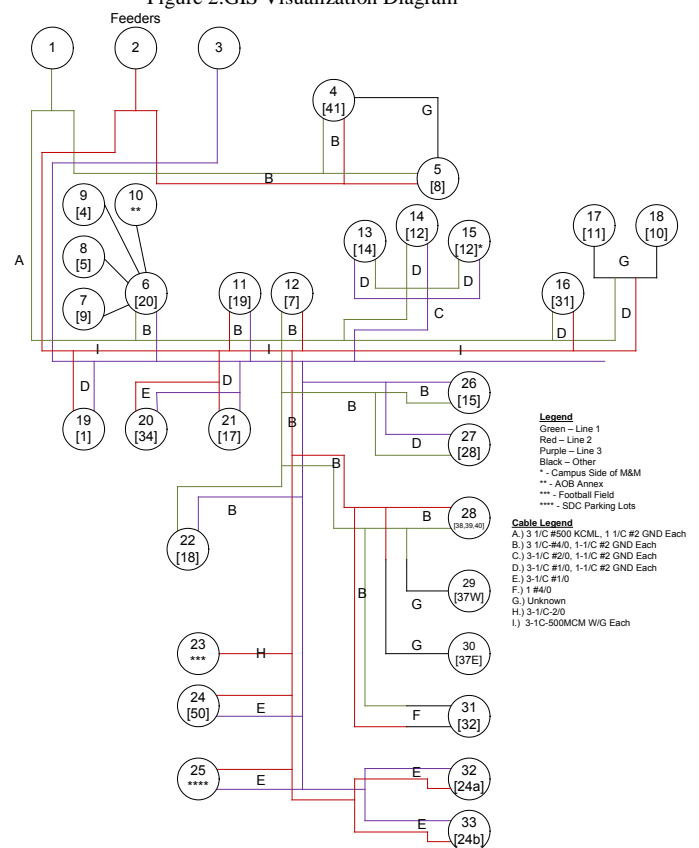 Figure 2.GIS Visualization Diagram
Feeders
1
2
3
4
[41]
G
B
5
[8]
B
9
[4]
10
**
A
8
[5]
7
[9]
6
[20]
B
11
[19]
B
12
[7]
B
13
[14]
14
[12]
15
[12]*
D
D
D
C
17
[11]
18
[10]
G
16
[31]
D
D
I
I
I
19
[1]
D
20
[34]
E
21
[17]
D
B
B
26
[15]
B
27
[28]
D
B
22
[18]
B
28
[38,39,40]
B
B
29
[37W]
G
30
[37E]
G
31
[32]
F
23
***
H
24
[50]
E
25
****
E
32
[24a]
E
33
[24b]
E
Legend
Green – Line 1
Red – Line 2
Purple – Line 3
Black – Other
* - Campus Side of M&M
** - AOB Annex
*** - Football Field
**** - SDC Parking Lots
Cable Legend
A.) 3 1/C #500 KCML, 1 1/C #2 GND Each
B.) 3 1/C-#4/0, 1-1/C #2 GND Each
C.) 3-1/C #2/0, 1-1/C #2 GND Each
D.) 3-1/C #1/0, 1-1/C #2 GND Each
E.) 3-1/C #1/0
F.) 1 #4/0
G.) Unknown
H.) 3-1/C-2/0
I.) 3-1C-500MCM W/G Each